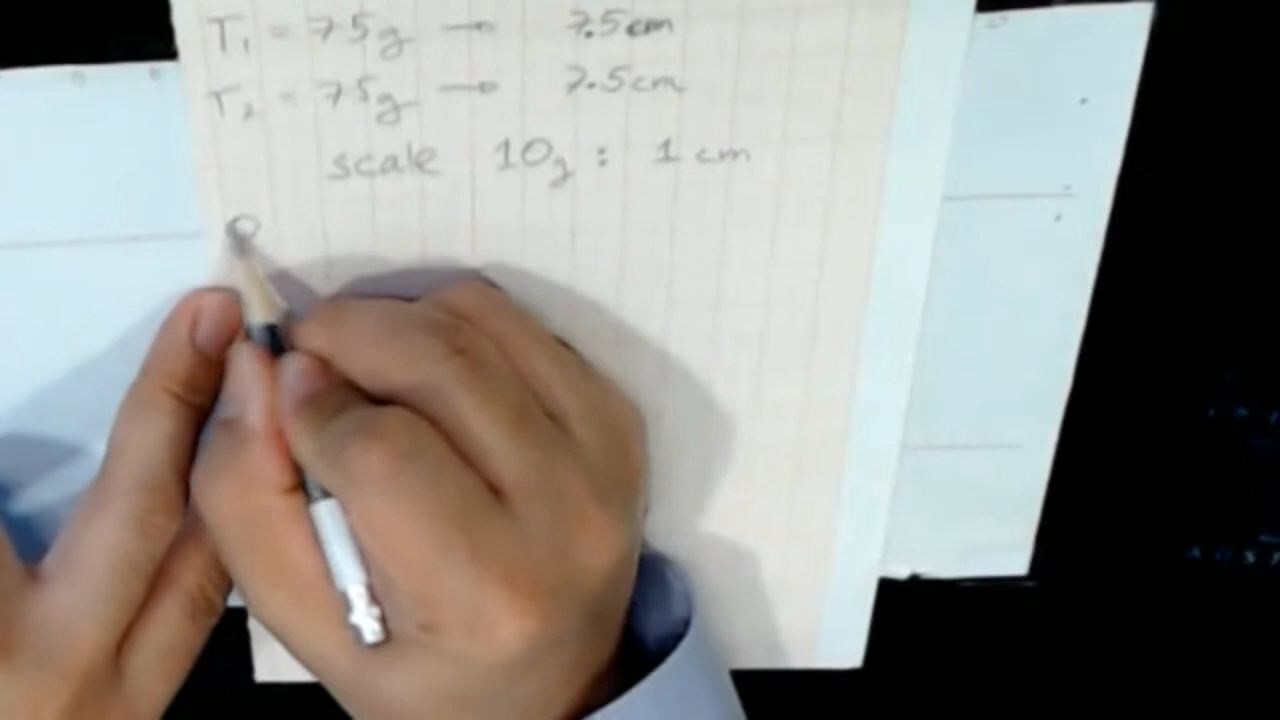 T₁ = 75g → 7.5cm
T₂ = 75g → 7.5cm
scale 10g : 1 cm